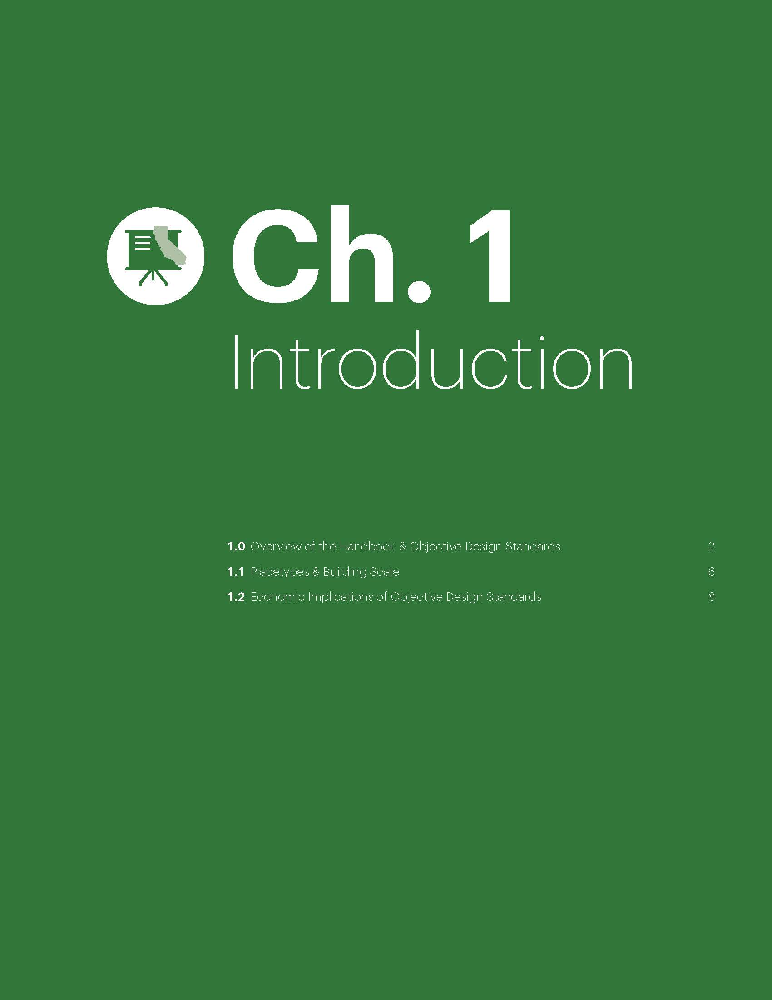 Ch. 1
Introduction
1.0 Overview of the Handbook & Objective Design Standards 2
1.1 Placetypes & Building Scale 6
1.2 Economic Implications of Objective Design Standards 8